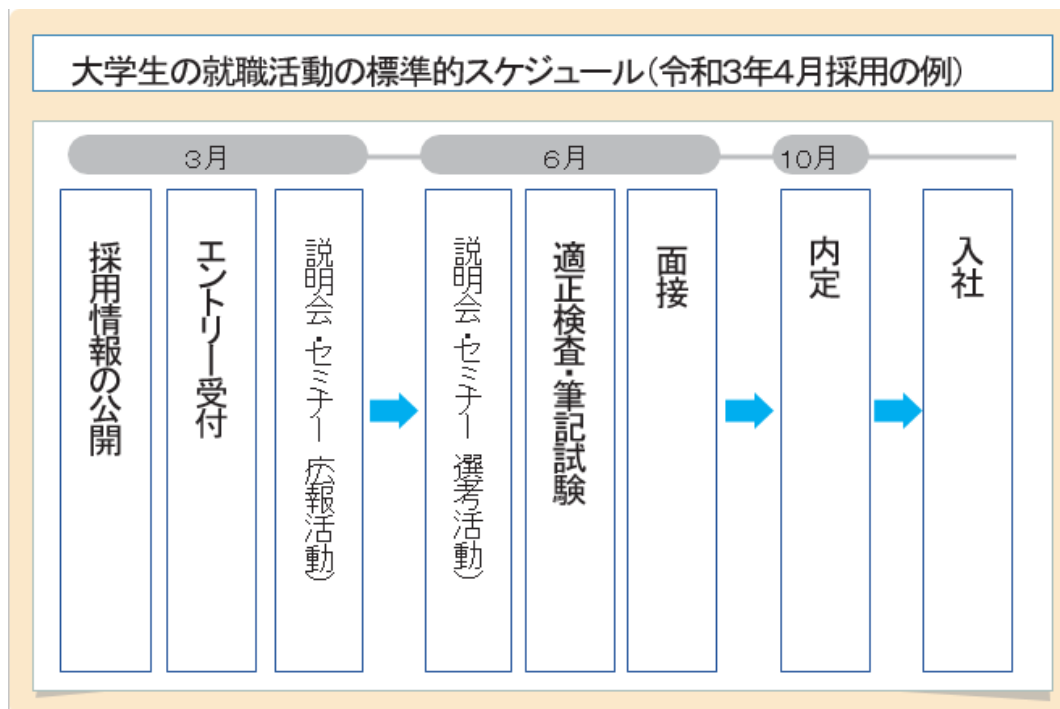 大学生の就職活動の標準的スケジュール(令和3年4月採用の例)
3月
6月
10月
採用情報の公開
エントリー受付
説明会・セミナー 広報活動)
説明会・セミナー 選考活動)
適正検査・筆記試験
面接
内定
入社